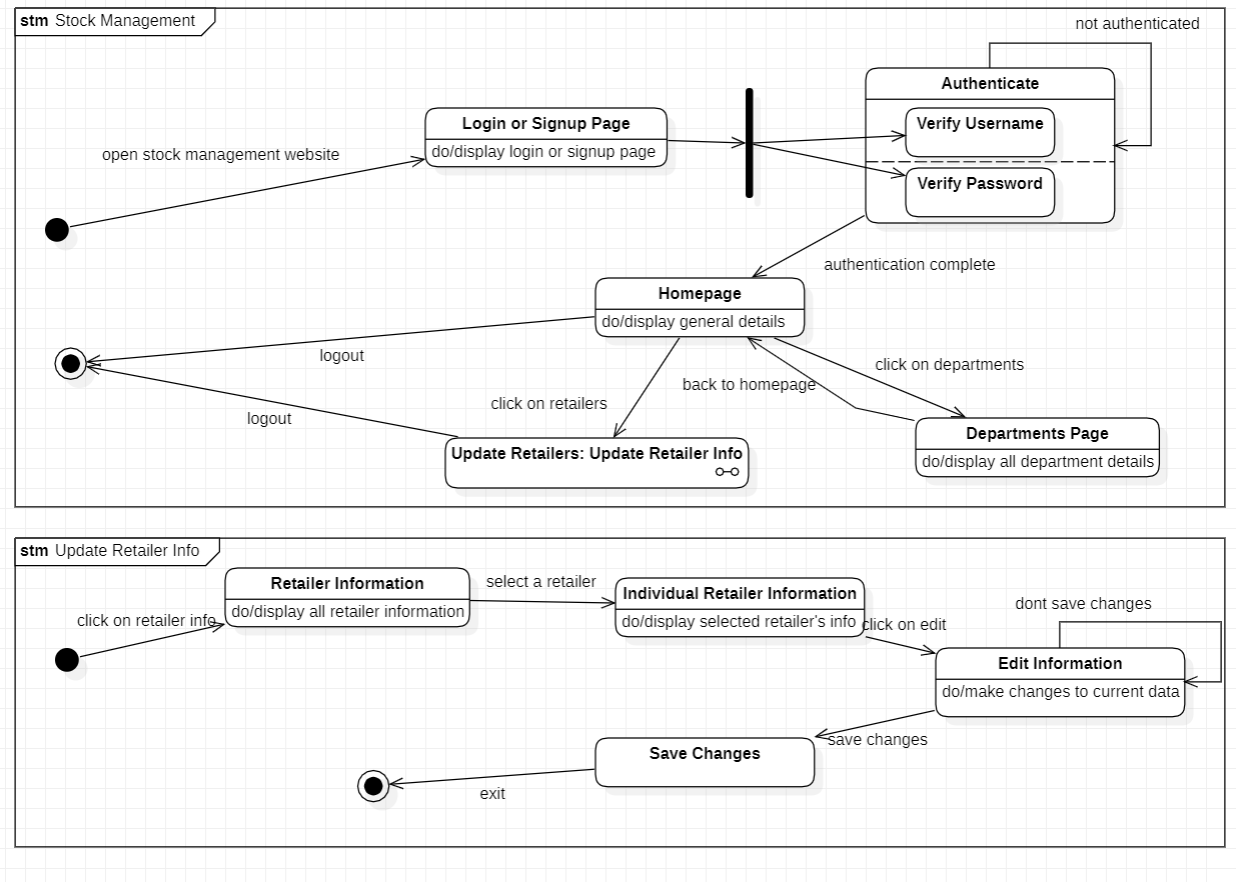 stm Stock Management
not authenticated
Authenticate
Login or Signup Page
do/display login or signup page
Verify Username
open stock management website
Verify Password
authentication complete
Homepage
do/display general details
logout
click on departments
back to homepage
click on retailers
logout
Departments Page
do/display all department details
Update Retailers: Update Retailer Info
stm Update Retailer Info
Retailer Information
do/display all retailer information
select a retailer
Individual Retailer Information
do/display selected retailer's info
click on retailer info
click on edit
dont save changes
Edit Information
do/make changes to current data
save changes
Save Changes
exit